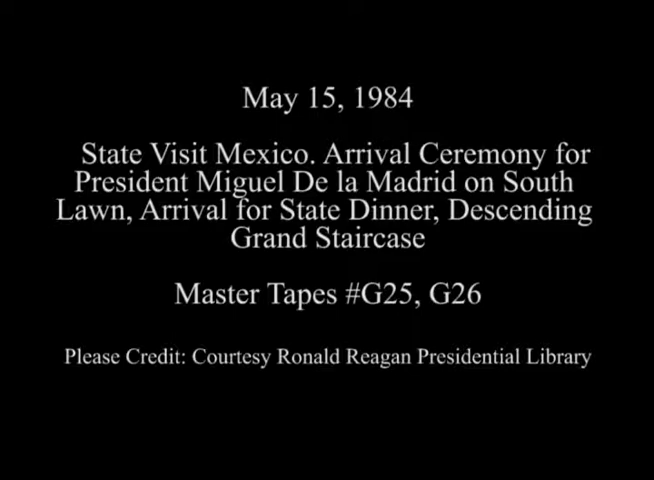 May 15, 1984
State Visit Mexico. Arrival Ceremony for
President Miguel De la Madrid on South
Lawn, Arrival for State Dinner, Descending
Grand Staircase
Master Tapes #G25, G26
Please Credit: Courtesy Ronald Reagan Presidential Library